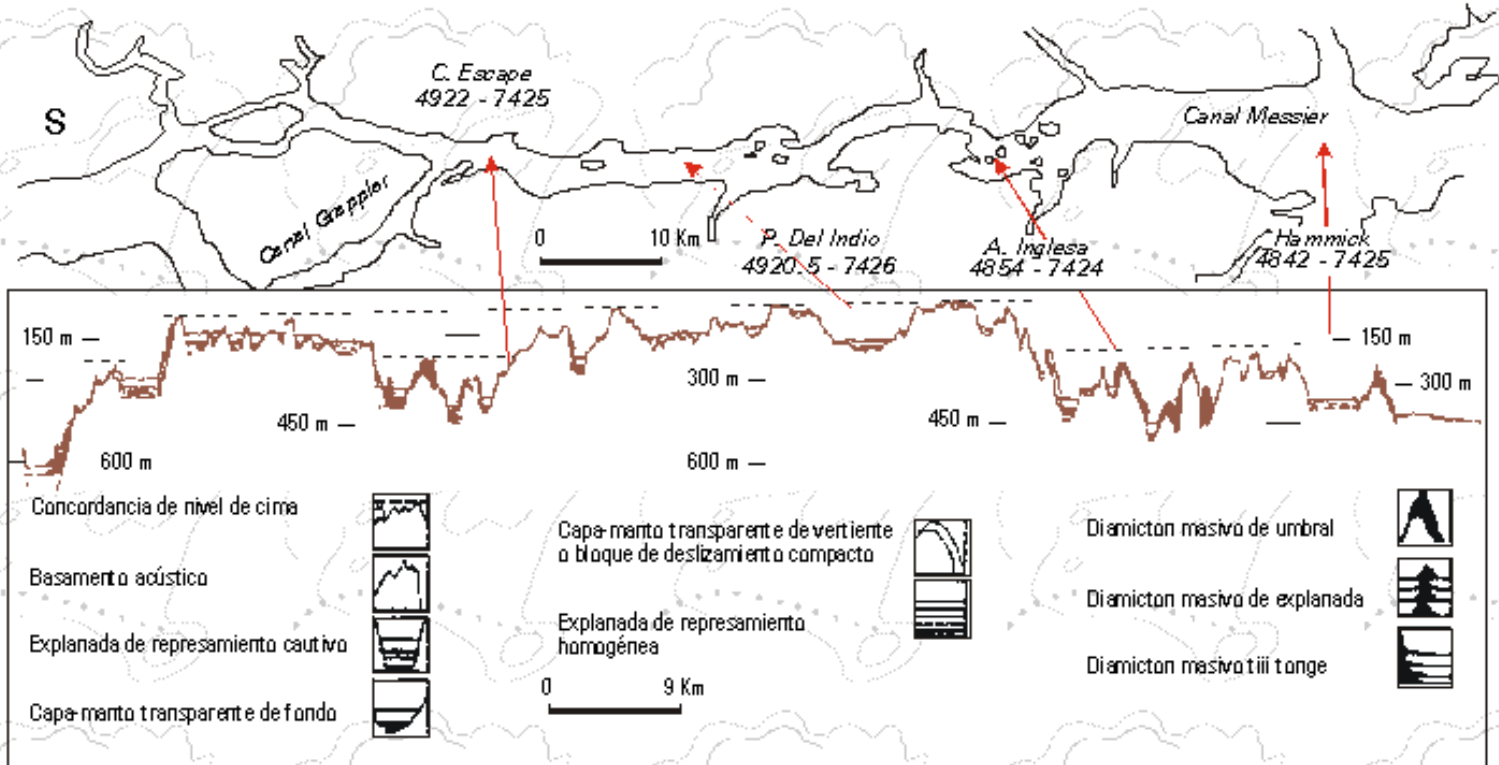 S
C. Escape
4922 - 7425
Canal Messier
Canal Grappler
0 10 Km
P. Del Indio
4920.5 - 7426
A. Inglesa
4854 - 7424
Hammick
4842 - 7425
150 m
150 m
300 m
300 m
450 m
450 m
600 m
600 m
Concordancia de nivel de cima
Basamento acústico
Explanada de represamiento cautivo
Capa-manto transparente de fondo
Capa-manto transparente de vertiente
o bloque de deslizamiento compacto
Explanada de represamiento
homogénea
0 9 Km
Diamicton masivo de umbral
Diamicton masivo de explanada
Diamicton masivo tiii tonge